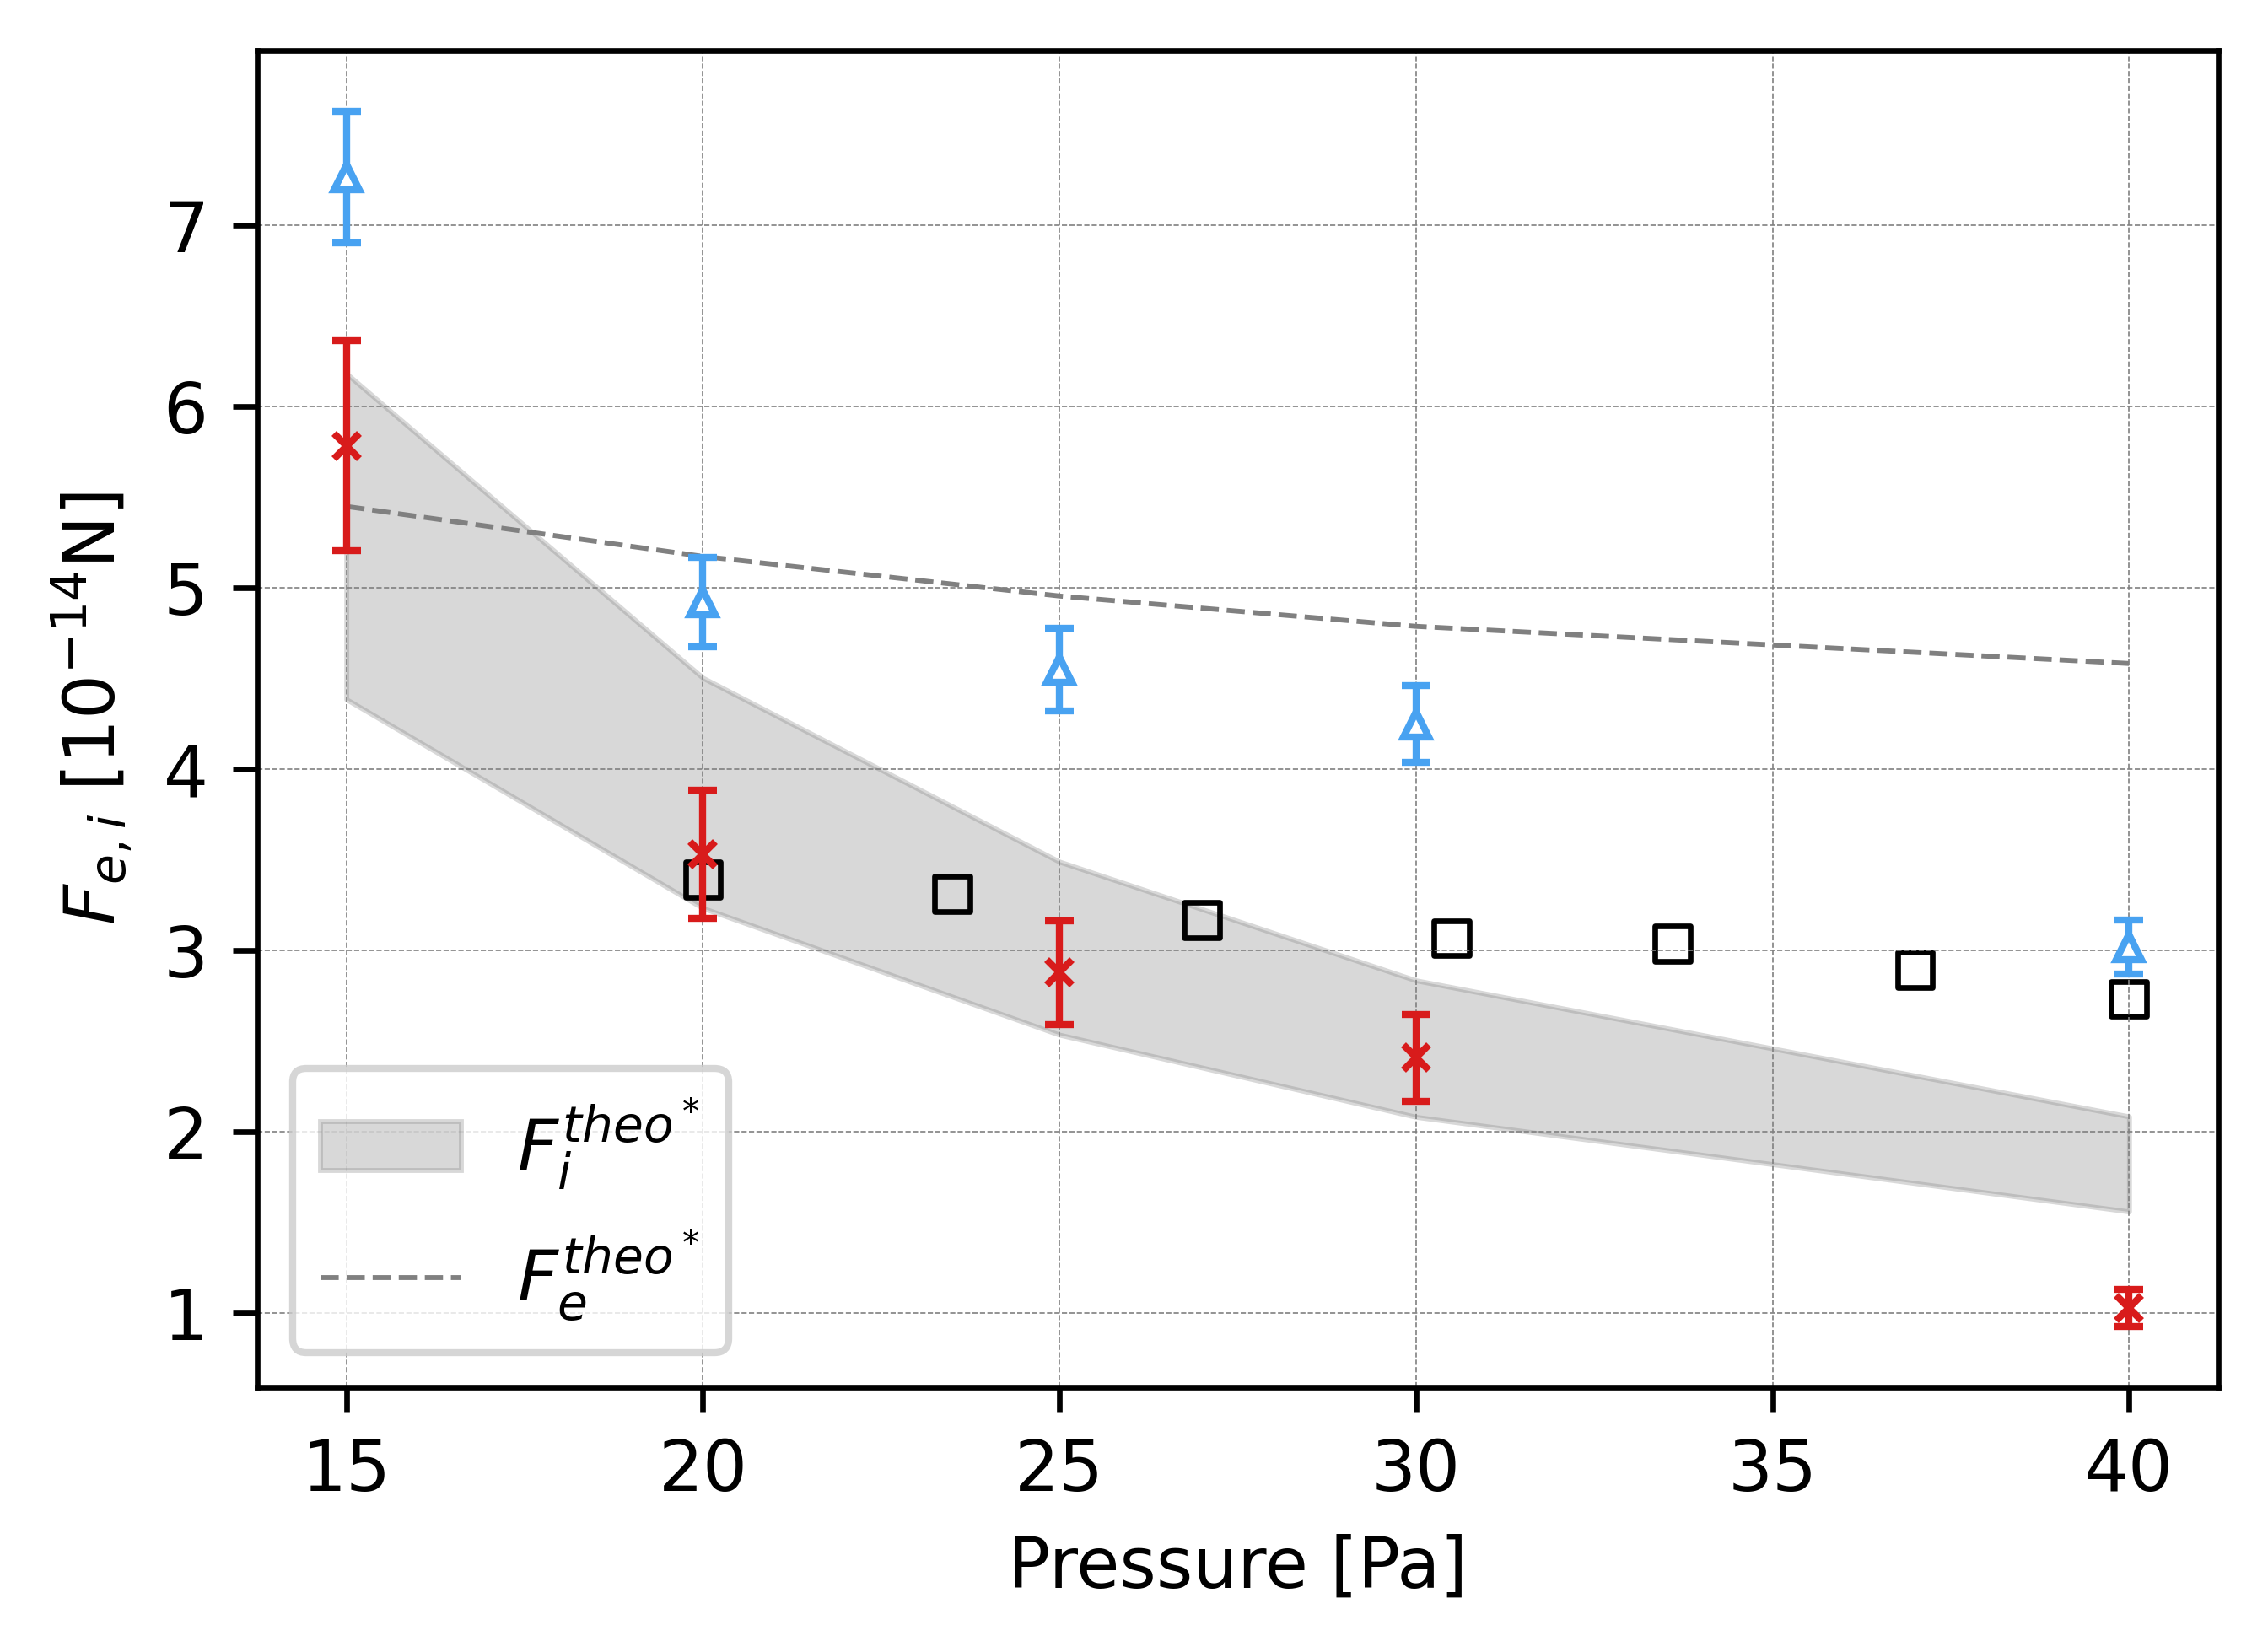 F_{e, i} [10^{-14}N]
7
6
5
4
3
2
1
F_i^{theo^*}
F_e^{theo^*}
15 20 25 30 35 40
Pressure [Pa]